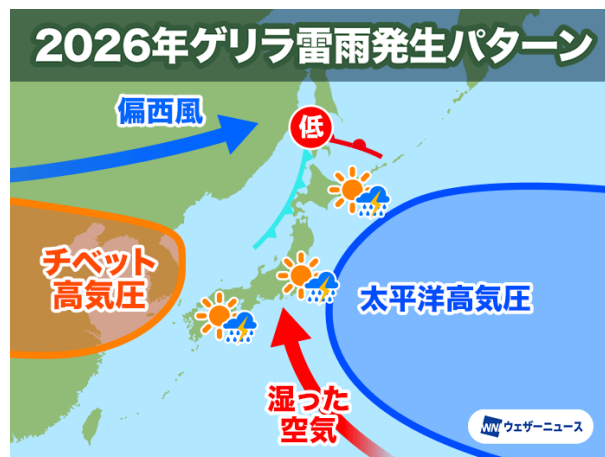 2026年ゲリラ雷雨発生パターン
偏西風
低
チベット
高気圧
太平洋高気圧
湿った
空気
WN ウェザーニュース